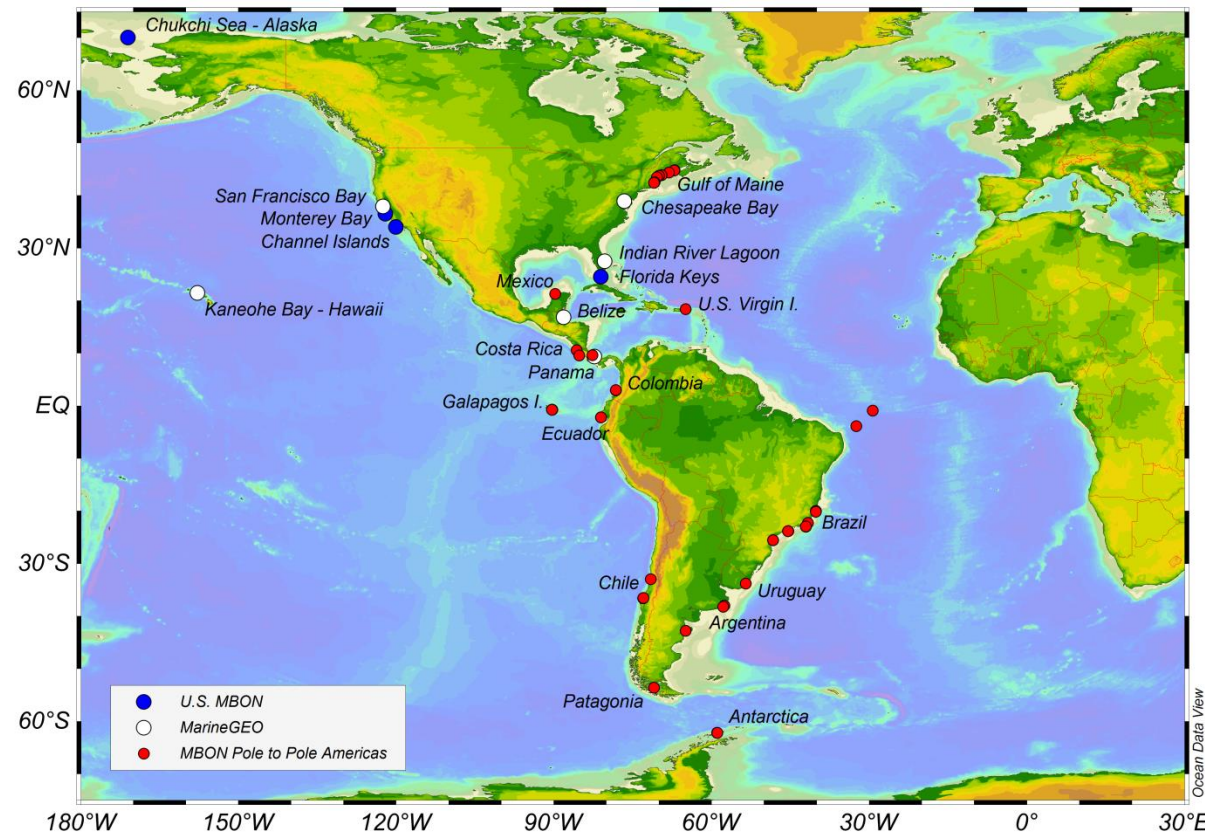 Chukchi Sea - Alaska
60°N
Gulf of Maine
San Francisco Bay
Chesapeake Bay
Monterey Bay
Channel Islands
30°N
Indian River Lagoon
Florida Keys
Mexico
U.S. Virgin I.
Kaneohe Bay - Hawaii
Belize
Costa Rica
Panama
Colombia
Galapagos I.
EQ
Ecuador
Brazil
30°S
Chile
Uruguay
Argentina
Patagonia
U.S. MBON
MarineGEO
MBON Pole to Pole Americas
60°S
Antarctica
Ocean Data View
180°W 150°W 120°W 90°W 60°W 30°W 0°W 30°E